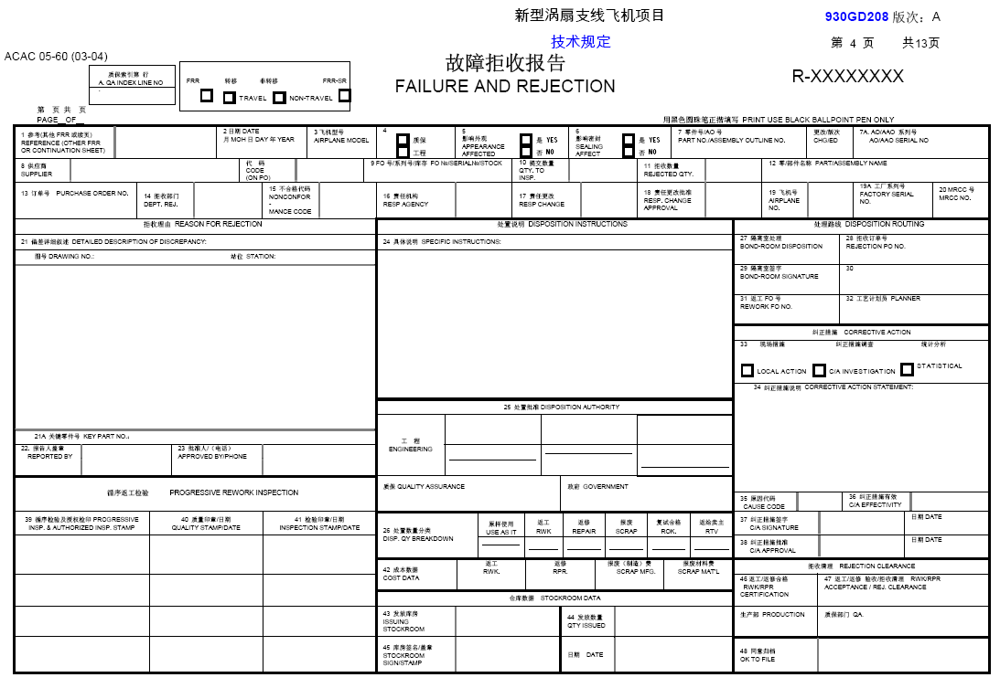 新型涡扇支线飞机项目
930GD208 版次：A
技术规定
第 4 页 共13页
ACAC 05-60 (03-04)
故障拒收报告
FAILURE AND REJECTION
R-XXXXXXXX
质保索引第 行
A. QA INDEX LINE NO
FRR 转移 非转移 FRR-SR
TRAVEL NON-TRAVEL
第 页 共 页
PAGE__OF__
用黑色圆珠笔正楷填写 PRINT USE BLACK BALLPOINT PEN ONLY
1 参考(其他 FRR 或续页)
REFERENCE (OTHER FRR
OR CONTINUATION SHEET)
2 日期 DATE
月 MOH 日 DAY 年 YEAR
3 飞机型号
AIRPLANE MODEL
4
质保
工程
5
影响外观
APPEARANCE
AFFECTED
是 YES
否 NO
6
影响密封
SEALING
AFFECT
是 YES
否 NO
7 零件号/AO 号
PART NO./ASSEMBLY OUTLINE NO.
更改/版次
CHG/ED
7A. AO/AAO 系列号
AO/AAO SERIAL NO
8 供应商
SUPPLIER
代 码
CODE
(ON PO)
9 FO 号/系列号/库存 FO №/SERIAL№/STOCK
10 提交数量
QTY. TO
INSP.
11 拒收数量
REJECTED QTY.
12 零/部件名称 PART/ASSEMBLY NAME
13 订单号 PURCHASE ORDER NO.
14 拒收部门
DEPT. REJ.
15 不合格代码
NONCONFOR
-
MANCE CODE
16 责任机构
RESP AGENCY
17 责任更改
RESP CHANGE
18 责任更改批准
RESP. CHANGE
APPROVAL
19 飞机号
AIRPLANE
NO.
19A 工厂系列号
FACTORY SERIAL
NO.
20 MRCC 号
MRCC NO.
拒收理由 REASON FOR REJECTION
处置说明 DISPOSITION INSTRUCTIONS
处理路线 DISPOSITION ROUTING
21 偏差详细叙述 DETAILED DESCRIPTION OF DISCREPANCY:
图号 DRAWING NO.: 站位 STATION:
24 具体说明 SPECIFIC INSTRUCTIONS:
27 隔离室处理
BOND-ROOM DISPOSITION
28 拒收订单号
REJECTION PO NO.
29 隔离室签字
BOND-ROOM SIGNATURE
30
31 返工 FO 号
REWORK FO NO.
32 工艺计划员 PLANNER
纠正措施 CORRECTIVE ACTION
33 现场措施 纠正措施调查 统计分析
LOCAL ACTION C/A INVESTIGATION STATISTICAL
34 纠正措施说明 CORRECTIVE ACTION STATEMENT:
25 处置批准 DISPOSITION AUTHORITY
工 程
ENGINEERING
21A 关键零件号 KEY PART NO.:
22. 报告人盖章
REPORTED BY
23 批准人/（电话）
APPROVED BY/PHONE
质保 QUALITY ASSURANCE
政府 GOVERNMENT
循序返工检验 PROGRESSIVE REWORK INSPECTION
35 原因代码
CAUSE CODE
36 纠正措施有效
C/A EFFECTIVITY
39 循序检验及授权检印 PROGRESSIVE
INSP. & AUTHORIZED INSP. STAMP
40 质量印章/日期
QUALITY STAMP/DATE
41 检验印章/日期
INSPECTION STAMP/DATE
26 处置数量分类
DISP. QY BREAKDOWN
原样使用
USE AS IT
返工
RWK
返修
REPAIR
报废
SCRAP
复试合格
ROK.
返给卖主
RTV
37 纠正措施签字
C/A SIGNATURE
日期 DATE
38 纠正措施批准
C/A APPROVAL
日期 DATE
42 成本数据
COST DATA
返工
RWK.
返修
RPR.
报废（制造）费
SCRAP MFG.
报废材料费
SCRAP MAT'L
拒收清理 REJECTION CLEARANCE
46 返工/返修合格
RWK/RPR
CERTIFICATION
47 返工/返修 验收/拒收清理 RWK/RPR
ACCEPTANCE / REJ. CLEARANCE
仓库数据 STOCKROOM DATA
43 发放库房
ISSUING
STOCKROOM
44 发放数量
QTY ISSUED
生产部 PRODUCTION
质保部门 QA.
45 库房签名/盖章
STOCKROOM
SIGN/STAMP
日期 DATE
48 同意归档
OK TO FILE